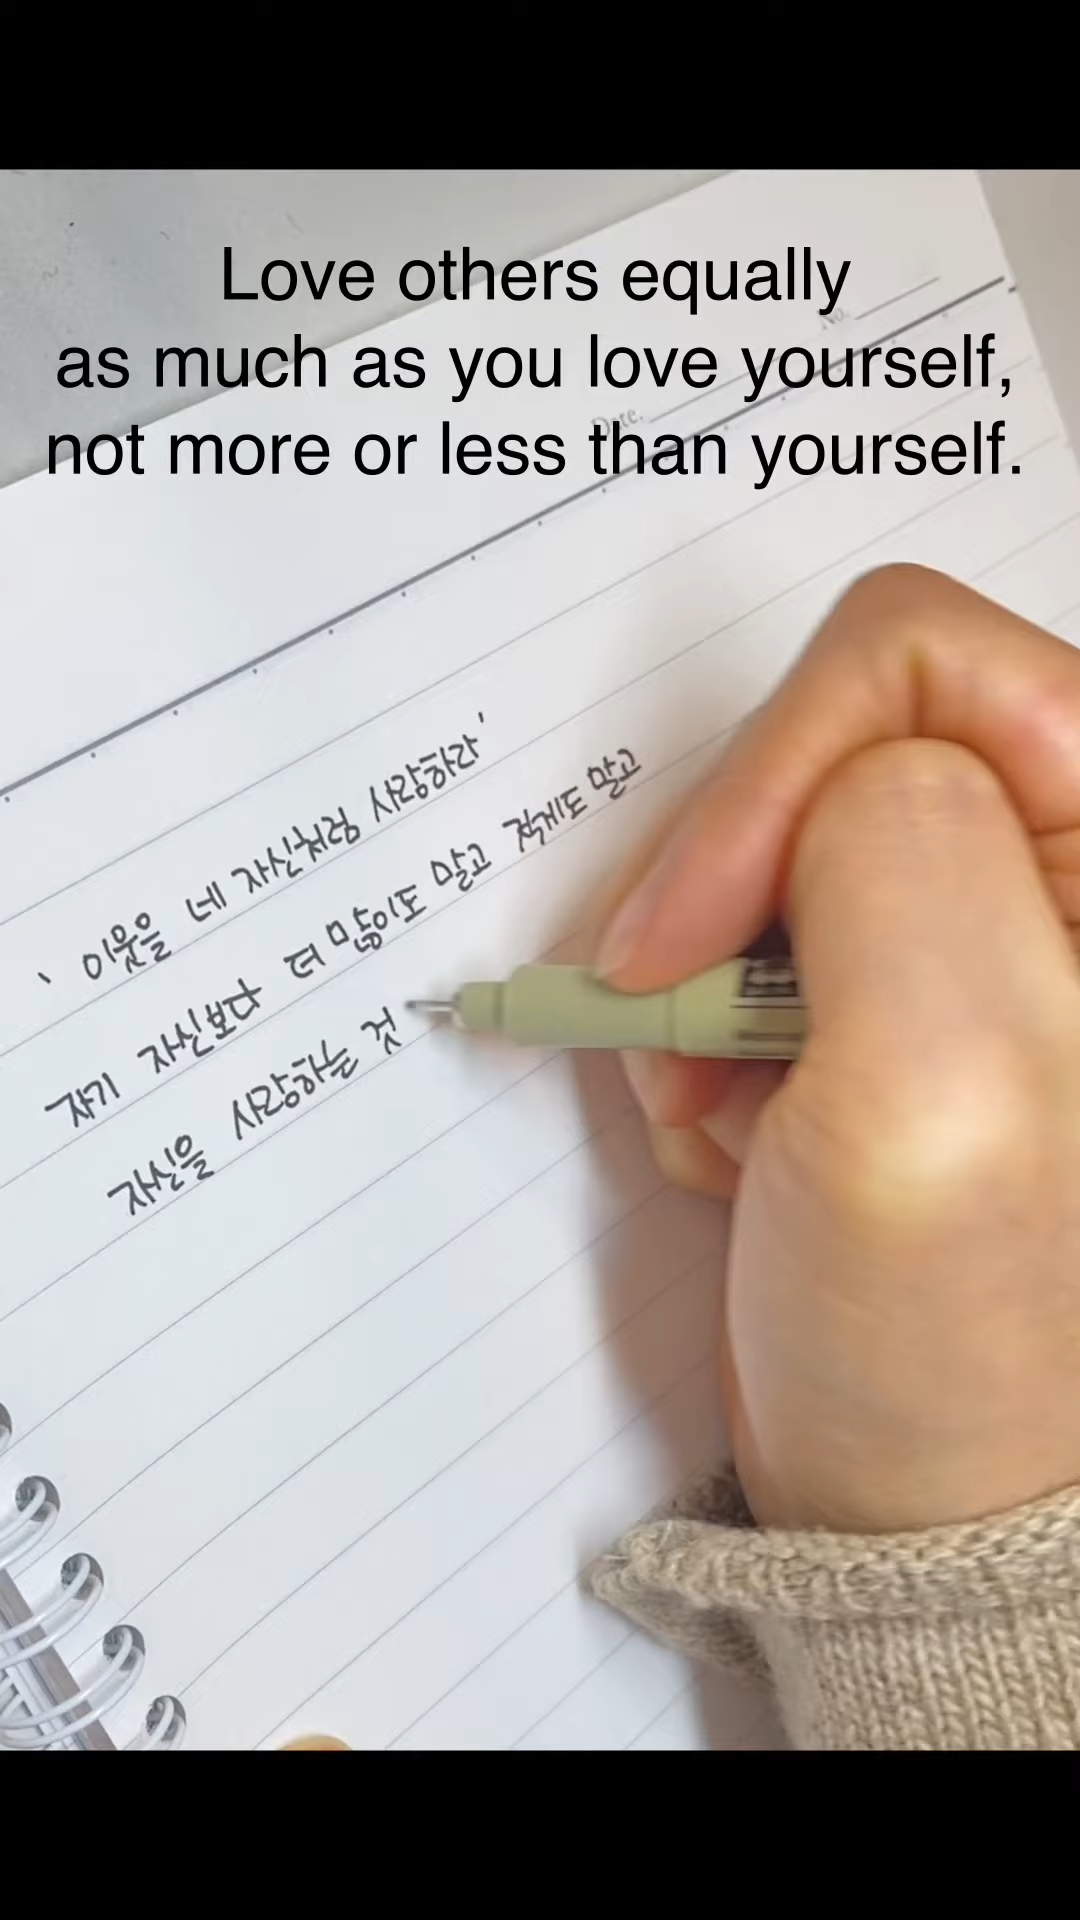 Love others equally
as much as you love yourself,
not more or less than yourself.
No.
Date.
' 이웃을 네 자신처럼 사랑하라 '
자기 자신보다 더 많이도 말고 적게도 말고
자신을 사랑하는 것